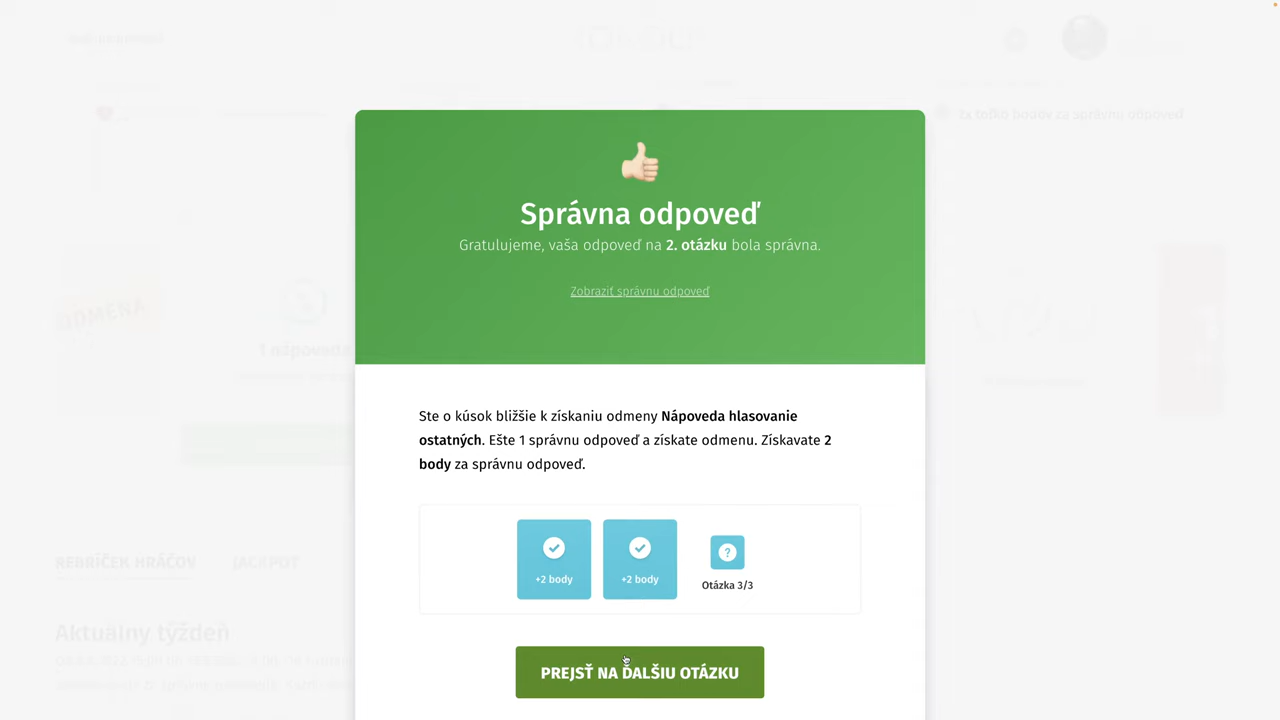 2x toľko bodov za správnu odpoveď
Správna odpoveď
Gratulujeme, vaša odpoveď na 2. otázku bola správna.
Zobraziť správnu odpoveď
ODMENA
1 nápoveda
Ste o kúsok bližšie k získaniu odmeny Nápoveda hlasovanie
ostatných. Ešte 1 správnu odpoveď a získate odmenu. Získavate 2
body za správnu odpoveď.
+2 body
+2 body
Otázka 3/3
REBRÍČEK HRÁČOV
JACKPOT
Aktuálny týždeň
PREJSŤ NA ĎALŠIU OTÁZKU